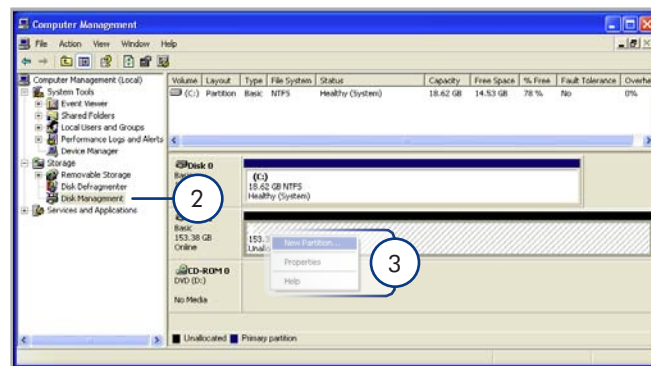 Computer Management
File Action View Window Help
Computer Management (Local)
System Tools
Event Viewer
Shared Folders
Local Users and Groups
Performance Logs and Alerts
Device Manager
Storage
Removable Storage
Disk Defragmenter
Disk Management
Services and Applications
2
Volume Layout Type File System Status Capacity Free Space % Free Fault Tolerance Overhe
(C:) Partition Basic NTFS Healthy (System) 18.62 GB 14.53 GB 78 % No 0%
Disk 0
(C:)
18.62 GB NTFS
Healthy (System)
Basic
153.38 GB
Online
153.3
New Partition...
Properties
Help
3
CD-ROM 0
DVD (D:)
No Media
Unallocated Primary partition